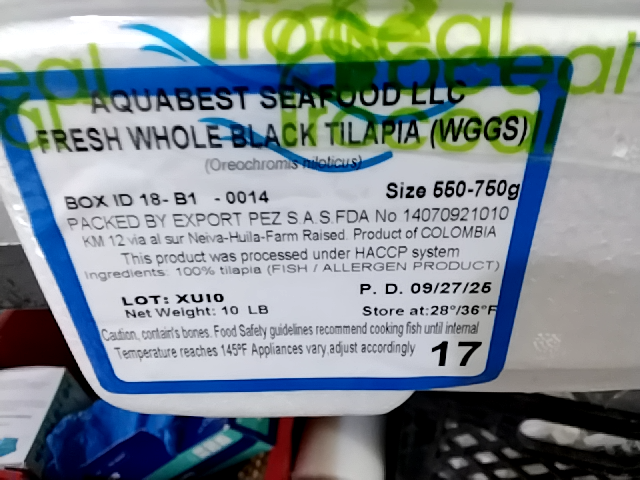 AQUABEST SEAFOOD LLC
FRESH WHOLE BLACK TILAPIA (WGGS)
(Oreochromis niloticus)
BOX ID 18- B1 - 0014 Size 550-750g
PACKED BY EXPORT PEZ S.A.S.FDA No 14070921010
KM 12 via al sur Neiva-Huila-Farm Raised. Product of COLOMBIA
This product was processed under HACCP system
Ingredients: 100% tilapia (FISH / ALLERGEN PRODUCT)
LOT: XUI0 P. D. 09/27/25
Net Weight: 10 LB Store at:28°/36°F
Caution, contain's bones. Food Safety guidelines recommend cooking fish until internal
Temperature reaches 145ºF Appliances vary,adjust accordingly
17